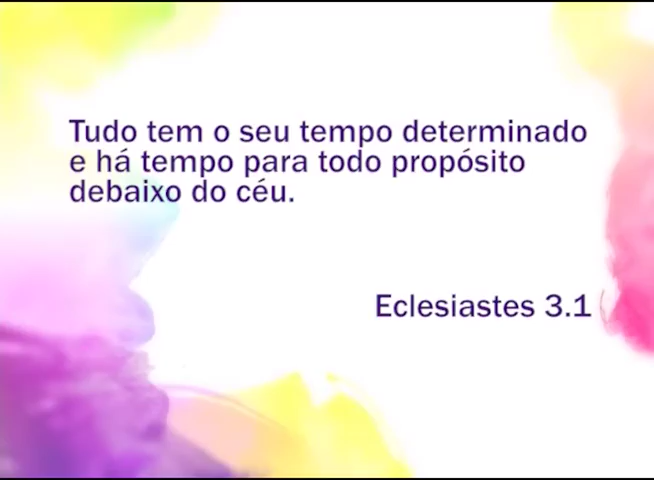 Tudo tem o seu tempo determinado
e há tempo para todo propósito
debaixo do céu.
Eclesiastes 3.1